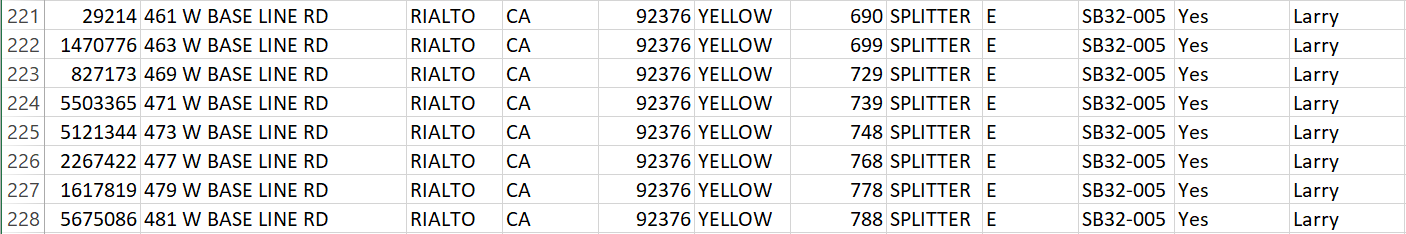 221 29214 461 W BASE LINE RD RIALTO CA 92376 YELLOW 690 SPLITTER E SB32-005 Yes Larry
222 1470776 463 W BASE LINE RD RIALTO CA 92376 YELLOW 699 SPLITTER E SB32-005 Yes Larry
223 827173 469 W BASE LINE RD RIALTO CA 92376 YELLOW 729 SPLITTER E SB32-005 Yes Larry
224 5503365 471 W BASE LINE RD RIALTO CA 92376 YELLOW 739 SPLITTER E SB32-005 Yes Larry
225 5121344 473 W BASE LINE RD RIALTO CA 92376 YELLOW 748 SPLITTER E SB32-005 Yes Larry
226 2267422 477 W BASE LINE RD RIALTO CA 92376 YELLOW 768 SPLITTER E SB32-005 Yes Larry
227 1617819 479 W BASE LINE RD RIALTO CA 92376 YELLOW 778 SPLITTER E SB32-005 Yes Larry
228 5675086 481 W BASE LINE RD RIALTO CA 92376 YELLOW 788 SPLITTER E SB32-005 Yes Larry